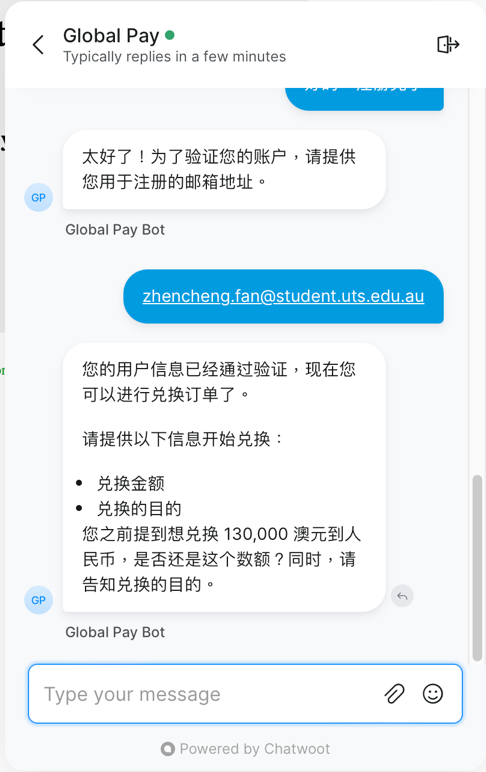 Global Pay
Typically replies in a few minutes
太好了！为了验证您的账户，请提供
您用于注册的邮箱地址。
GP
Global Pay Bot
zhencheng.fan@student.uts.edu.au
您的用户信息已经通过验证，现在您
可以进行兑换订单了。
请提供以下信息开始兑换：
• 兑换金额
• 兑换的目的
您之前提到想兑换 130,000 澳元到人
民币，是否还是这个数额？同时，请
告知兑换的目的。
GP
Global Pay Bot
Type your message
Powered by Chatwoot